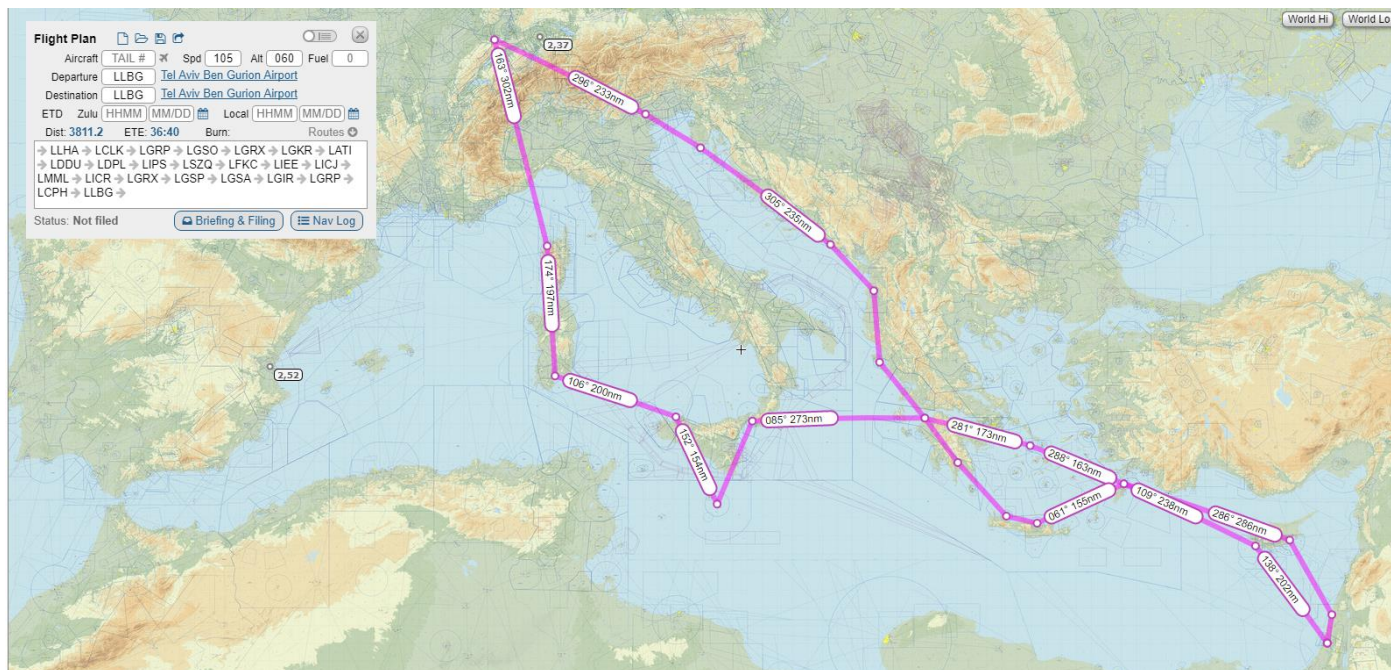 Flight Plan
Aircraft TAIL # Spd 105 Alt 060 Fuel 0
Departure LLBG Tel Aviv Ben Gurion Airport
Destination LLBG Tel Aviv Ben Gurion Airport
ETD Zulu HHMM MM/DD Local HHMM MM/DD
Dist: 3811.2 ETE: 36:40 Burn: Routes
→ LLHA → LCLK → LGRP → LGSO → LGRX → LGKR → LATI
→ LDDU → LDPL → LIPS → LSZQ → LFKC → LIEE → LICJ →
LMML → LICR → LGRX → LGSP → LGSA → LGIR → LGRP →
LCPH → LLBG →
Status: Not filed Briefing & Filing Nav Log
World Hi World Lo
2,37
163° 302nm
296° 233nm
305° 235nm
174° 197nm
2,52
106° 200nm
152° 154nm
085° 273nm
281° 173nm
288° 163nm
061° 155nm
109° 238nm
286° 286nm
138° 202nm